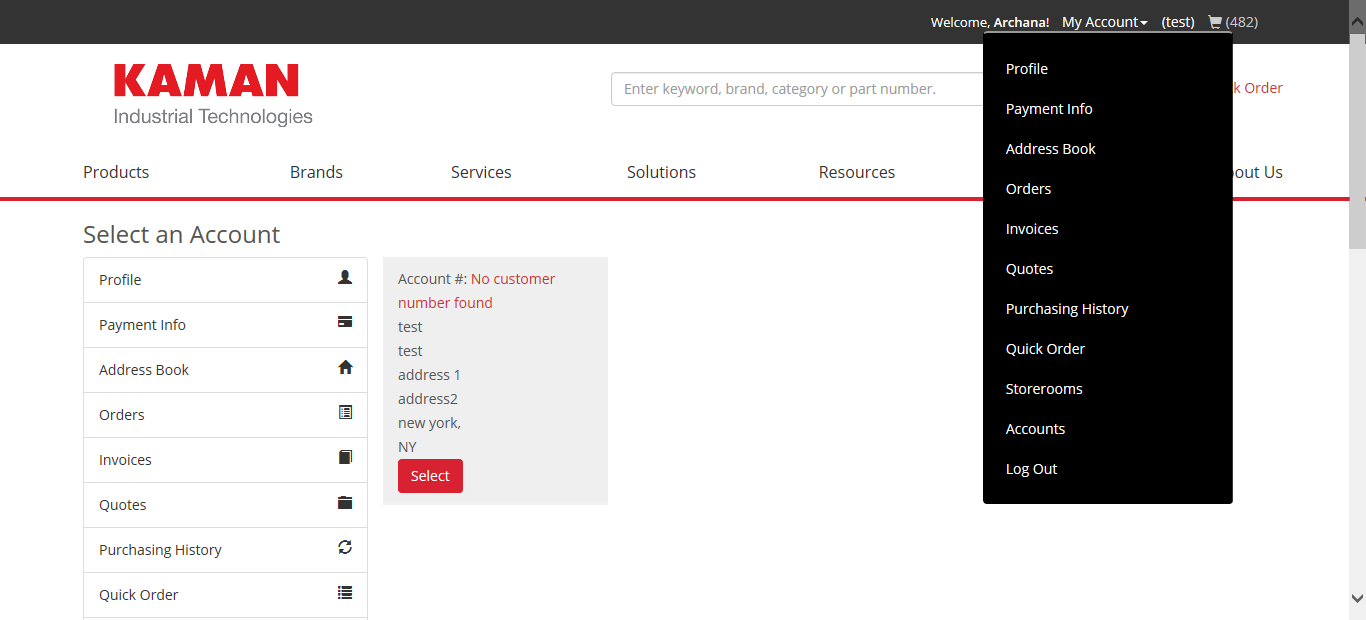 Welcome, Archana! My Account (test) (482)
KAMAN
Industrial Technologies
Enter keyword, brand, category or part number.
k Order
Products Brands Services Solutions Resources out Us
Profile
Payment Info
Address Book
Orders
Invoices
Quotes
Purchasing History
Quick Order
Storerooms
Accounts
Log Out
Select an Account
Profile
Payment Info
Address Book
Orders
Invoices
Quotes
Purchasing History
Quick Order
Account #: No customer
number found
test
test
address 1
address2
new york,
NY
Select